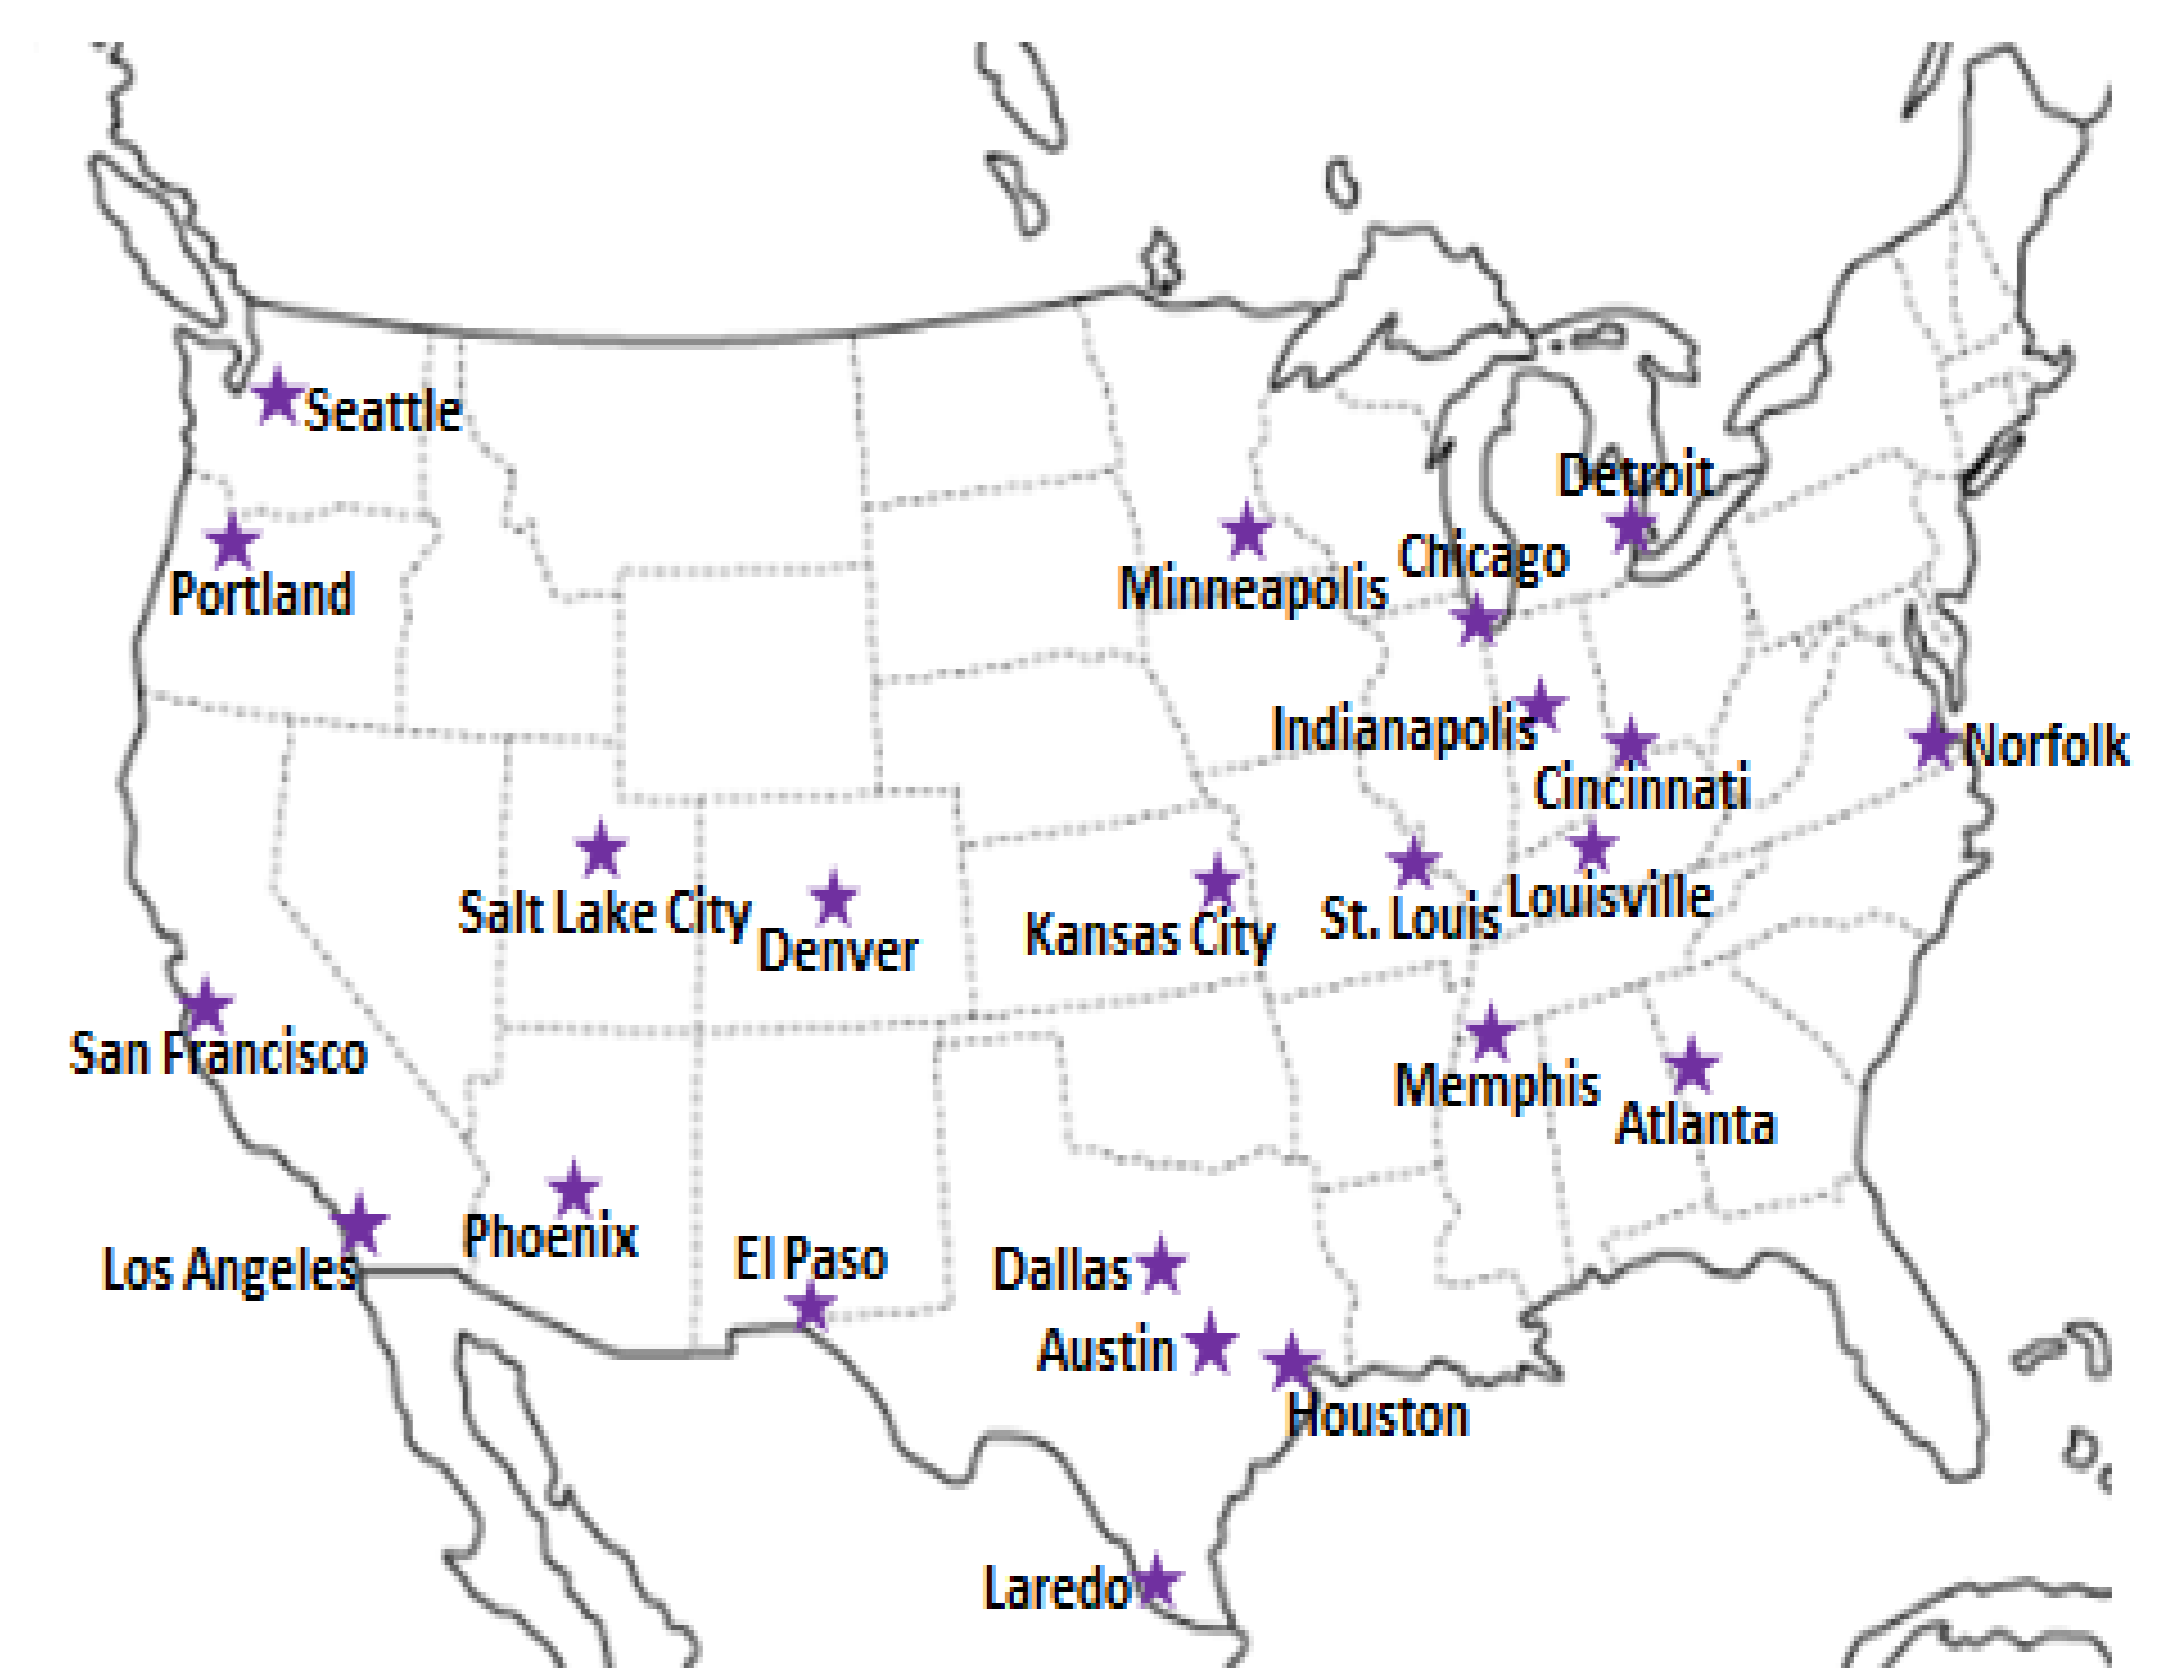 Seattle
Detroit
Chicago
Portland
Minneapolis
Indianapolis
Norfolk
Cincinnati
Louisville
Salt Lake City
St. Louis
Kansas City
Denver
San Francisco
Memphis
Atlanta
Phoenix
El Paso
Los Angeles
Dallas
Austin
Houston
Laredo